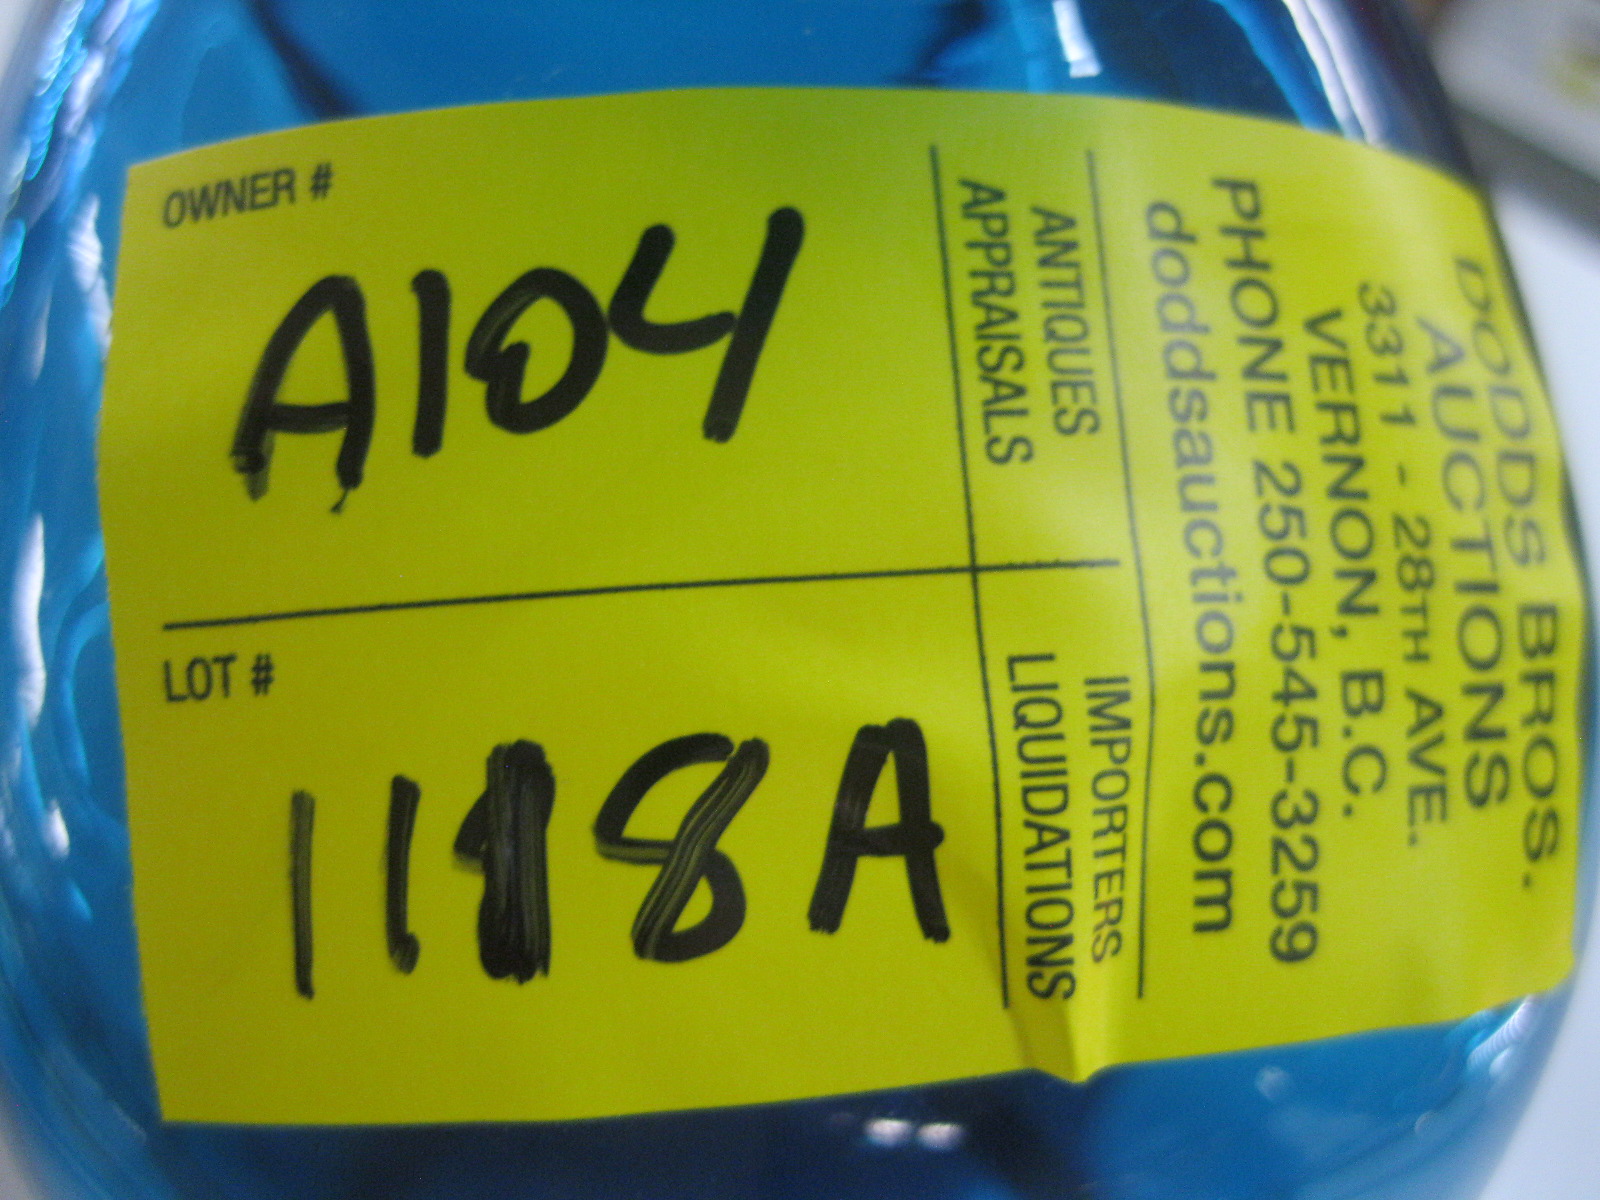 OWNER #
A104
LOT #
1118A
ANTIQUES
APPRAISALS
IMPORTERS
LIQUIDATIONS
DODDS BROS.
AUCTIONS
3311 - 28TH AVE.
VERNON, B.C.
PHONE 250-545-3259
doddsauctions.com